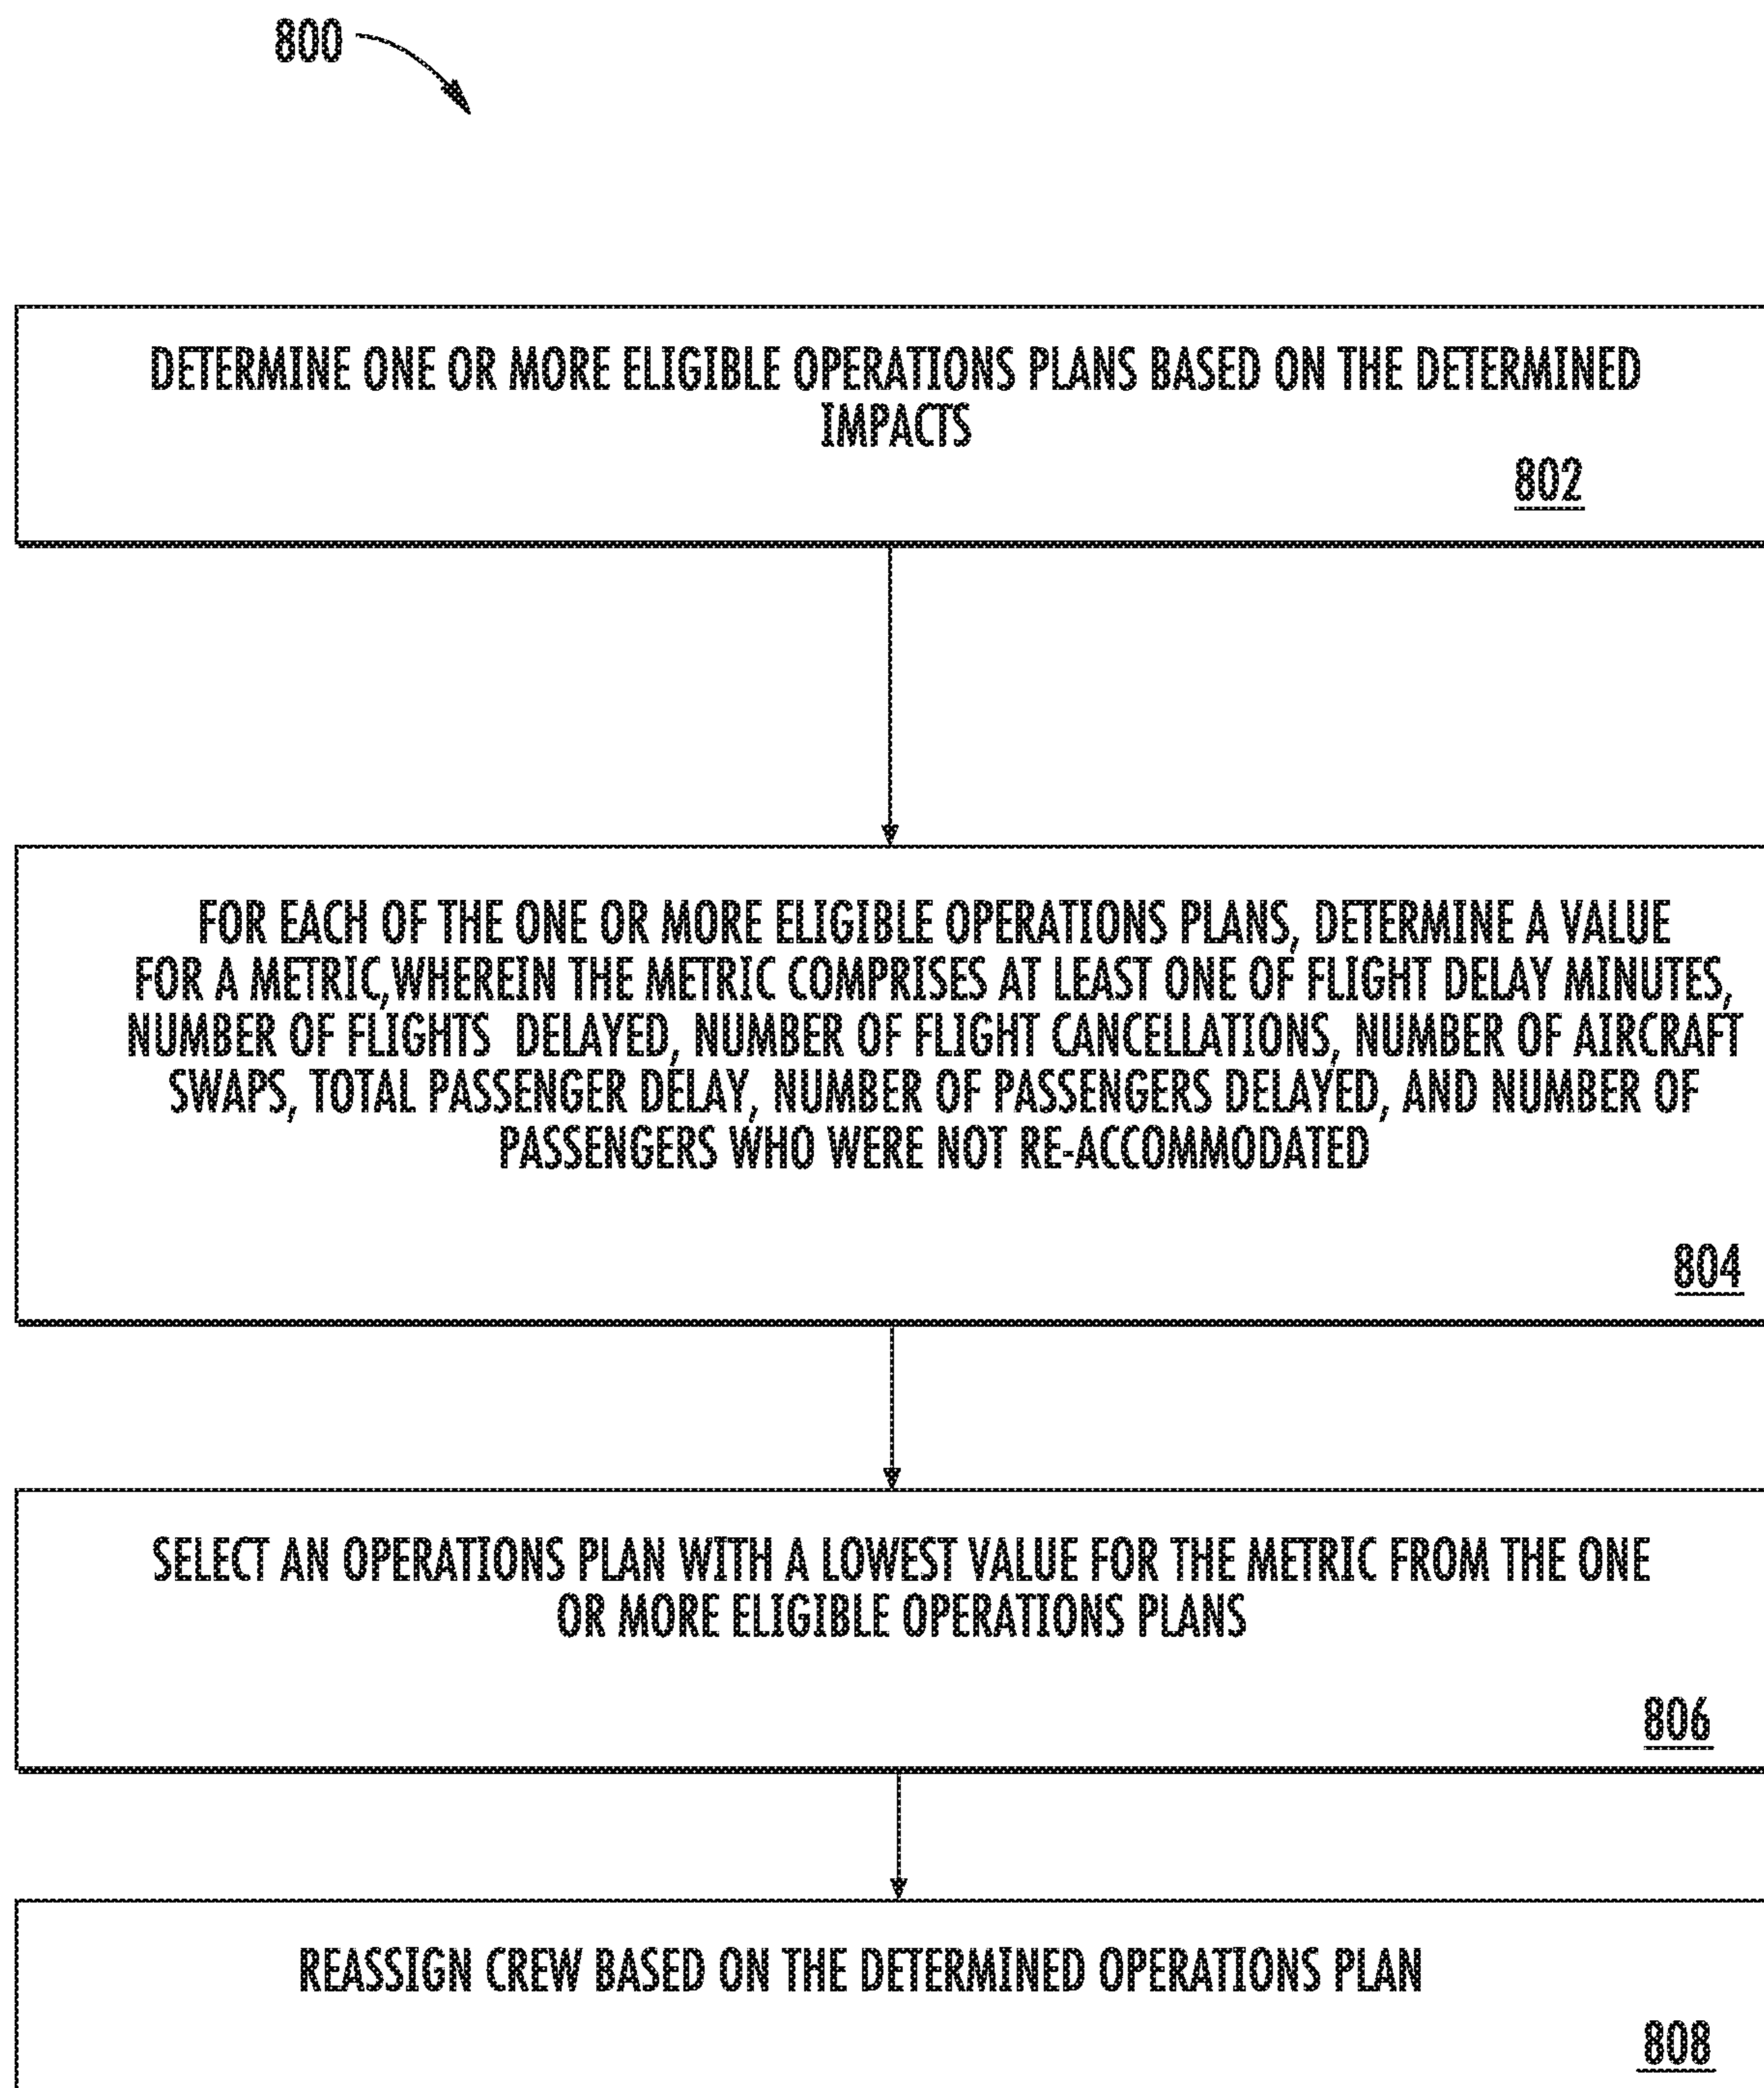 800
DETERMINE ONE OR MORE ELIGIBLE OPERATIONS PLANS BASED ON THE DETERMINED
IMPACTS
802
FOR EACH OF THE ONE OR MORE ELIGIBLE OPERATIONS PLANS, DETERMINE A VALUE
FOR A METRIC,WHEREIN THE METRIC COMPRISES AT LEAST ONE OF FLIGHT DELAY MINUTES,
NUMBER OF FLIGHTS DELAYED, NUMBER OF FLIGHT CANCELLATIONS, NUMBER OF AIRCRAFT
SWAPS, TOTAL PASSENGER DELAY, NUMBER OF PASSENGERS DELAYED, AND NUMBER OF
PASSENGERS WHO WERE NOT RE-ACCOMMODATED
804
SELECT AN OPERATIONS PLAN WITH A LOWEST VALUE FOR THE METRIC FROM THE ONE
OR MORE ELIGIBLE OPERATIONS PLANS
806
REASSIGN CREW BASED ON THE DETERMINED OPERATIONS PLAN
808